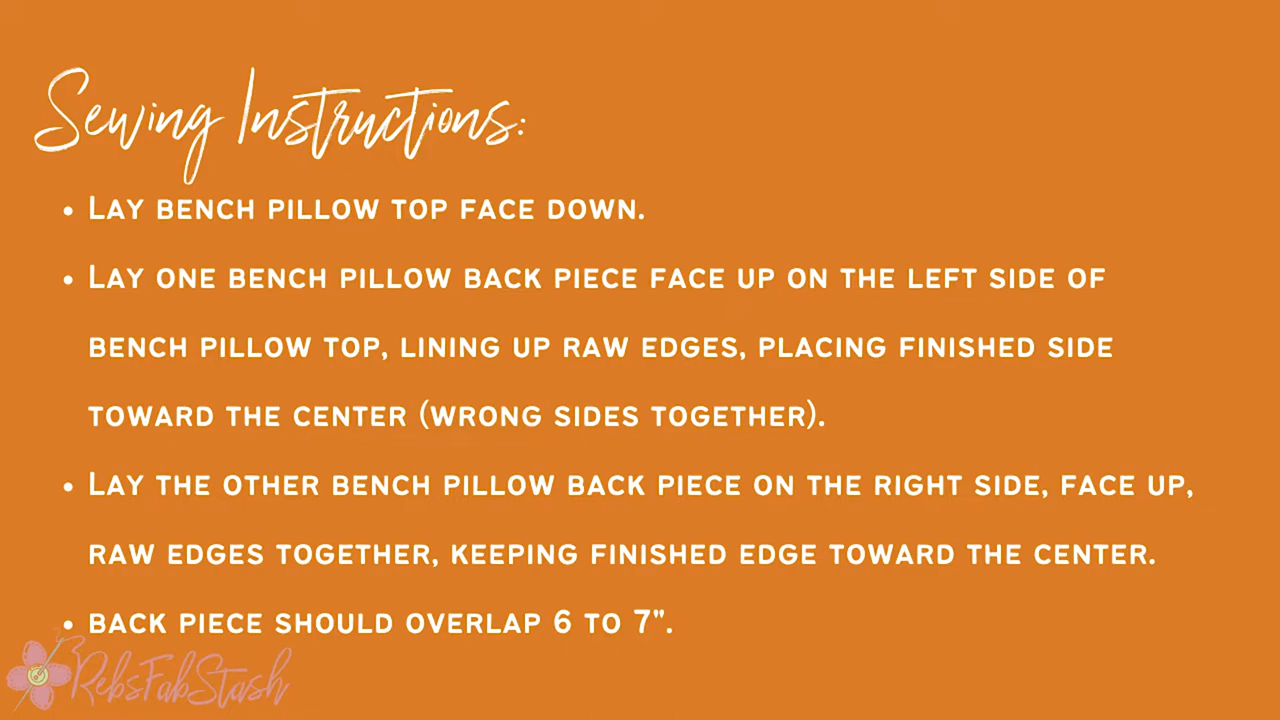 Sewing Instructions:
• Lay bench pillow top face down.
• Lay one bench pillow back piece face up on the left side of
bench pillow top, lining up raw edges, placing finished side
toward the center (wrong sides together).
• Lay the other bench pillow back piece on the right side, face up,
raw edges together, keeping finished edge toward the center.
• back piece should overlap 6 to 7".
RebsFabStash